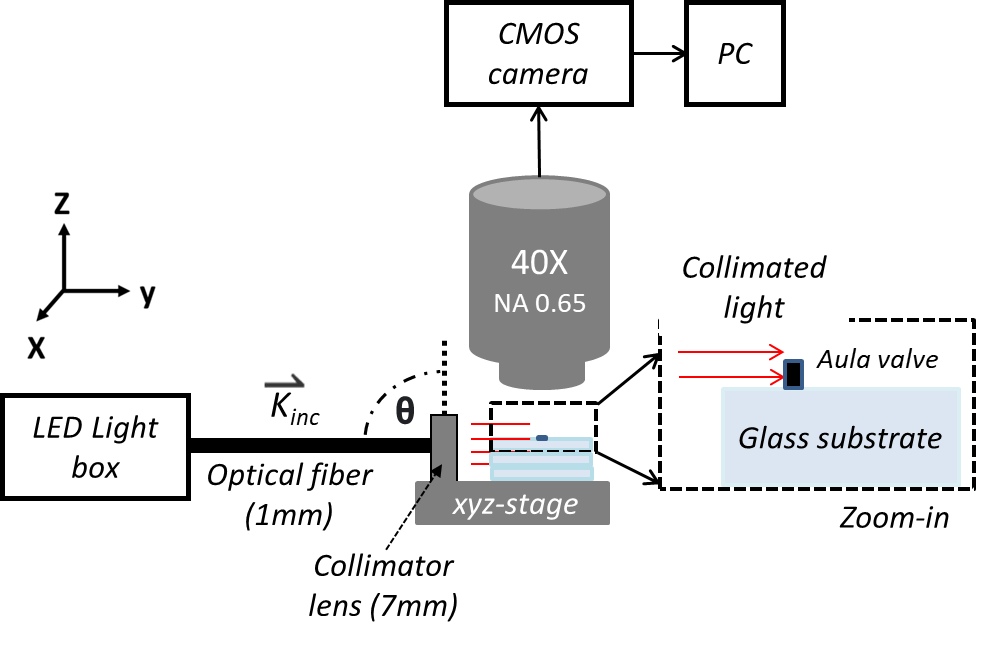 CMOS
camera
PC
Z
y
X
40X
NA 0.65
Collimated
light
Aula valve
Glass substrate
Zoom-in
K inc
θ
LED Light
box
Optical fiber
(1mm)
xyz-stage
Collimator
lens (7mm)